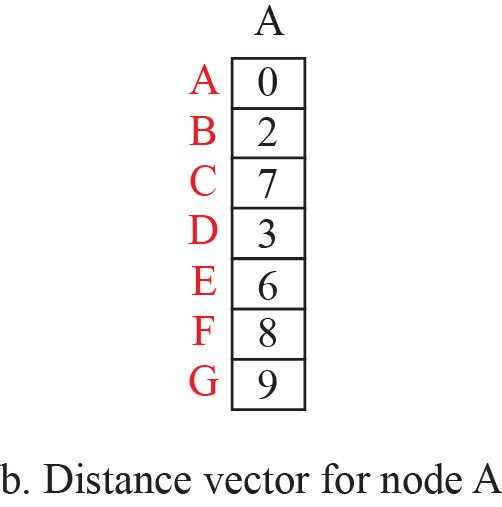 A
A 0
B 2
C 7
D 3
E 6
F 8
G 9
b. Distance vector for node A